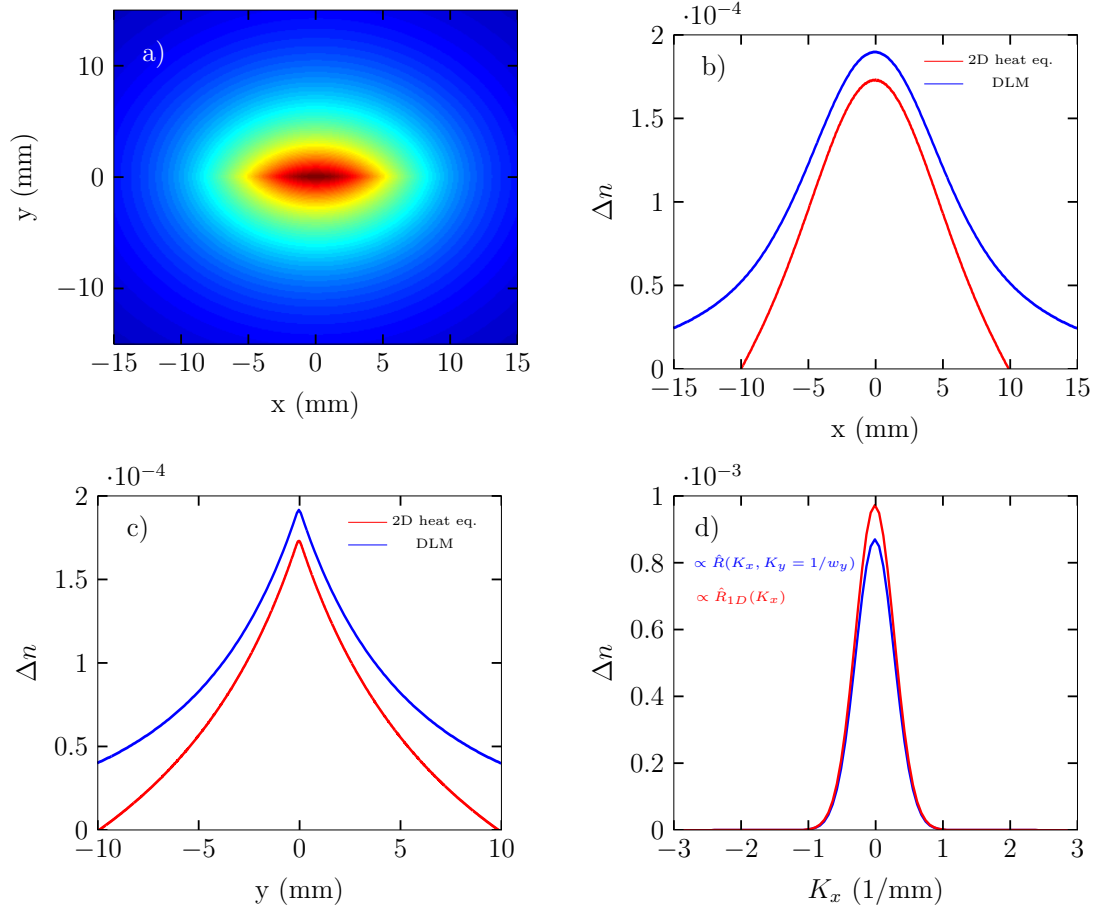 a)
10
0
−10
y (mm)
−15 −10 −5 0 5 10 15
x (mm)
·10⁻⁴
b)
2D heat eq.
DLM
2
1.5
1
0.5
0
Δn
−15 −10 −5 0 5 10 15
x (mm)
·10⁻⁴
c)
2D heat eq.
DLM
2
1.5
1
0.5
0
Δn
−10 −5 0 5 10
y (mm)
·10⁻³
d)
∝ R̂(Kₓ, K_y = 1/w_y)
∝ R̂_{1D}(Kₓ)
1
0.8
0.6
0.4
0.2
0
Δn
−3 −2 −1 0 1 2 3
Kₓ (1/mm)